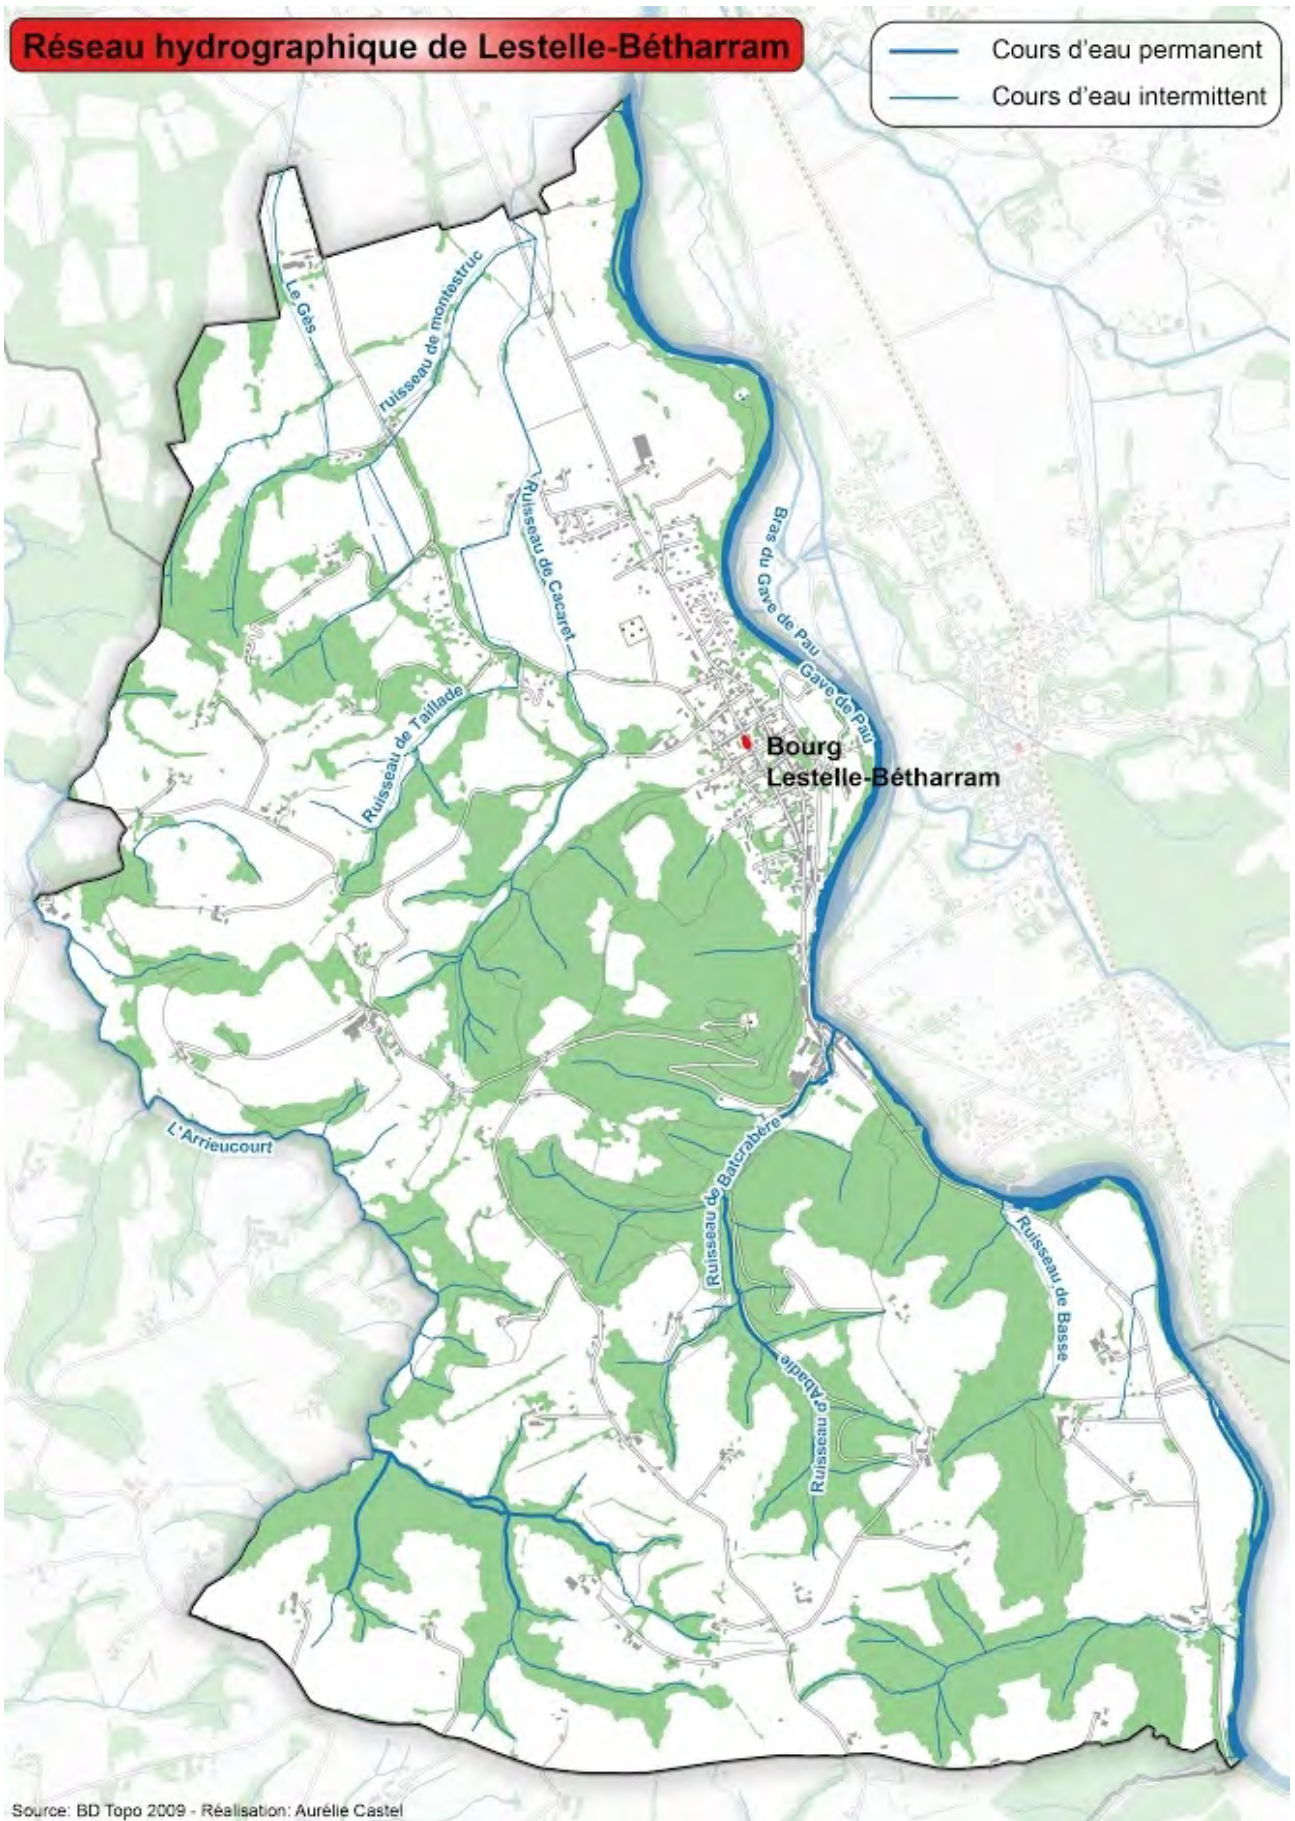 Réseau hydrographique de Lestelle-Bétharram
Cours d'eau permanent
Cours d'eau intermittent
Le Gès
ruisseau de montestruc
Ruisseau de Cacaret
Bras du Gave de Pau
Gave de Pau
Ruisseau de Taillade
Bourg
Lestelle-Bétharram
L'Arrieucourt
Ruisseau de Batcrabère
Ruisseau de Basse
Ruisseau d'Abadie
Source: BD Topo 2009 - Réalisation: Aurélie Castel